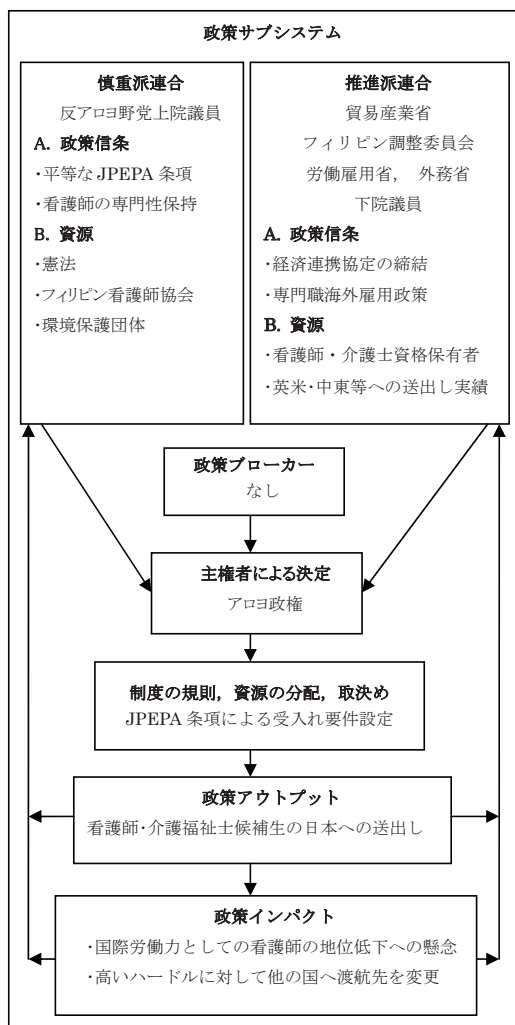 政策サブシステム
慎重派連合
反アロヨ野党上院議員
A. 政策信条
・平等な JPEPA 条項
・看護師の専門性保持
B. 資源
・憲法
・フィリピン看護師協会
・環境保護団体
推進派連合
貿易産業省
フィリピン調整委員会
労働雇用省， 外務省
下院議員
A. 政策信条
・経済連携協定の締結
・専門職海外雇用政策
B. 資源
・看護師・介護士資格保有者
・英米・中東等への送出し実績
政策ブローカー
なし
主権者による決定
アロヨ政権
制度の規則，資源の分配，取決め
JPEPA 条項による受入れ要件設定
政策アウトプット
看護師・介護福祉士候補生の日本への送出し
政策インパクト
・国際労働力としての看護師の地位低下への懸念
・高いハードルに対して他の国へ渡航先を変更